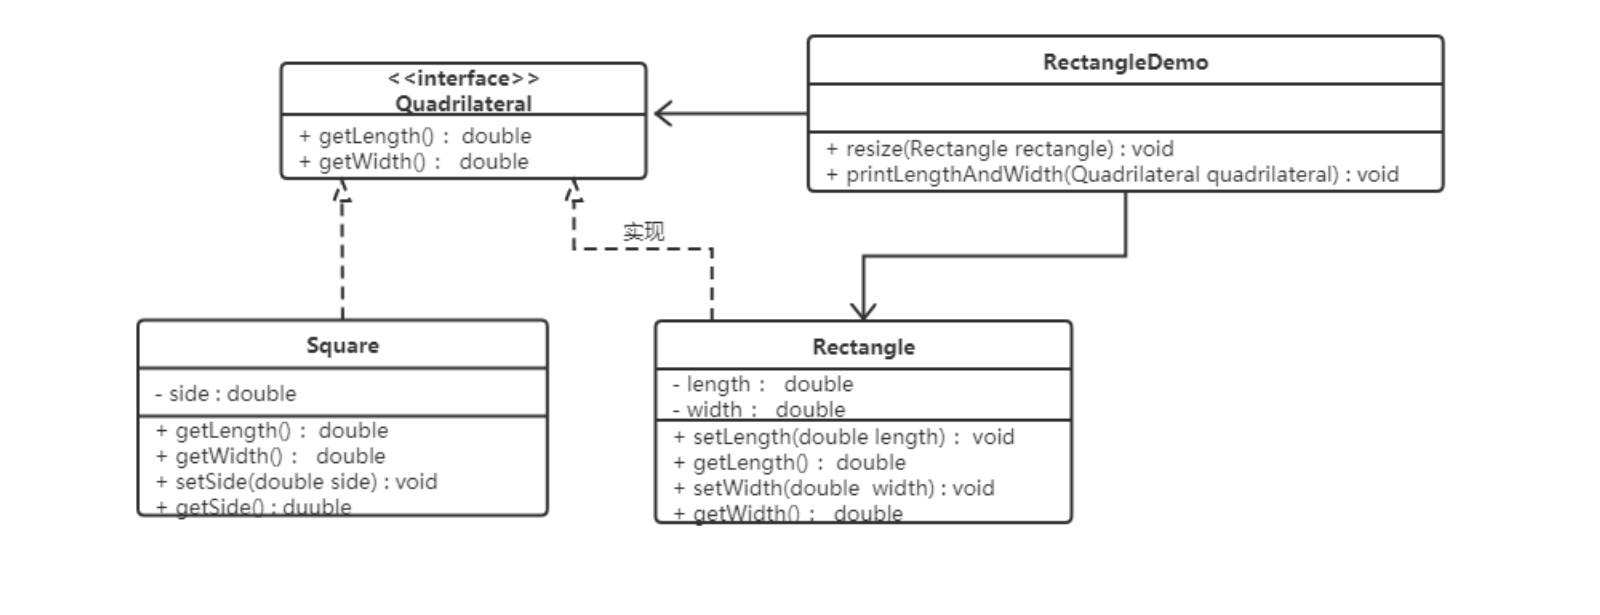 <<interface>>
Quadrilateral
+ getLength() :  double
+ getWidth() :  double
RectangleDemo
+ resize(Rectangle rectangle) : void
+ printLengthAndWidth(Quadrilateral quadrilateral) : void
实现
Square
- side : double
+ getLength() :  double
+ getWidth() :  double
+ setSide(double side) : void
+ getSide() : duuble
Rectangle
- length :  double
- width :  double
+ setLength(double length) :  void
+ getLength() :  double
+ setWidth(double  width) : void
+ getWidth() :  double